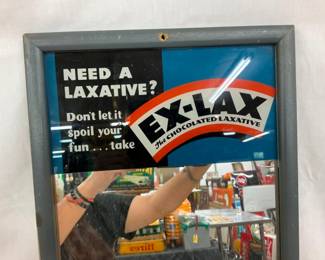 NEED A
LAXATIVE?
Don't let it
spoil your
fun... take
EX-LAX
The CHOCOLATED LAXATIVE